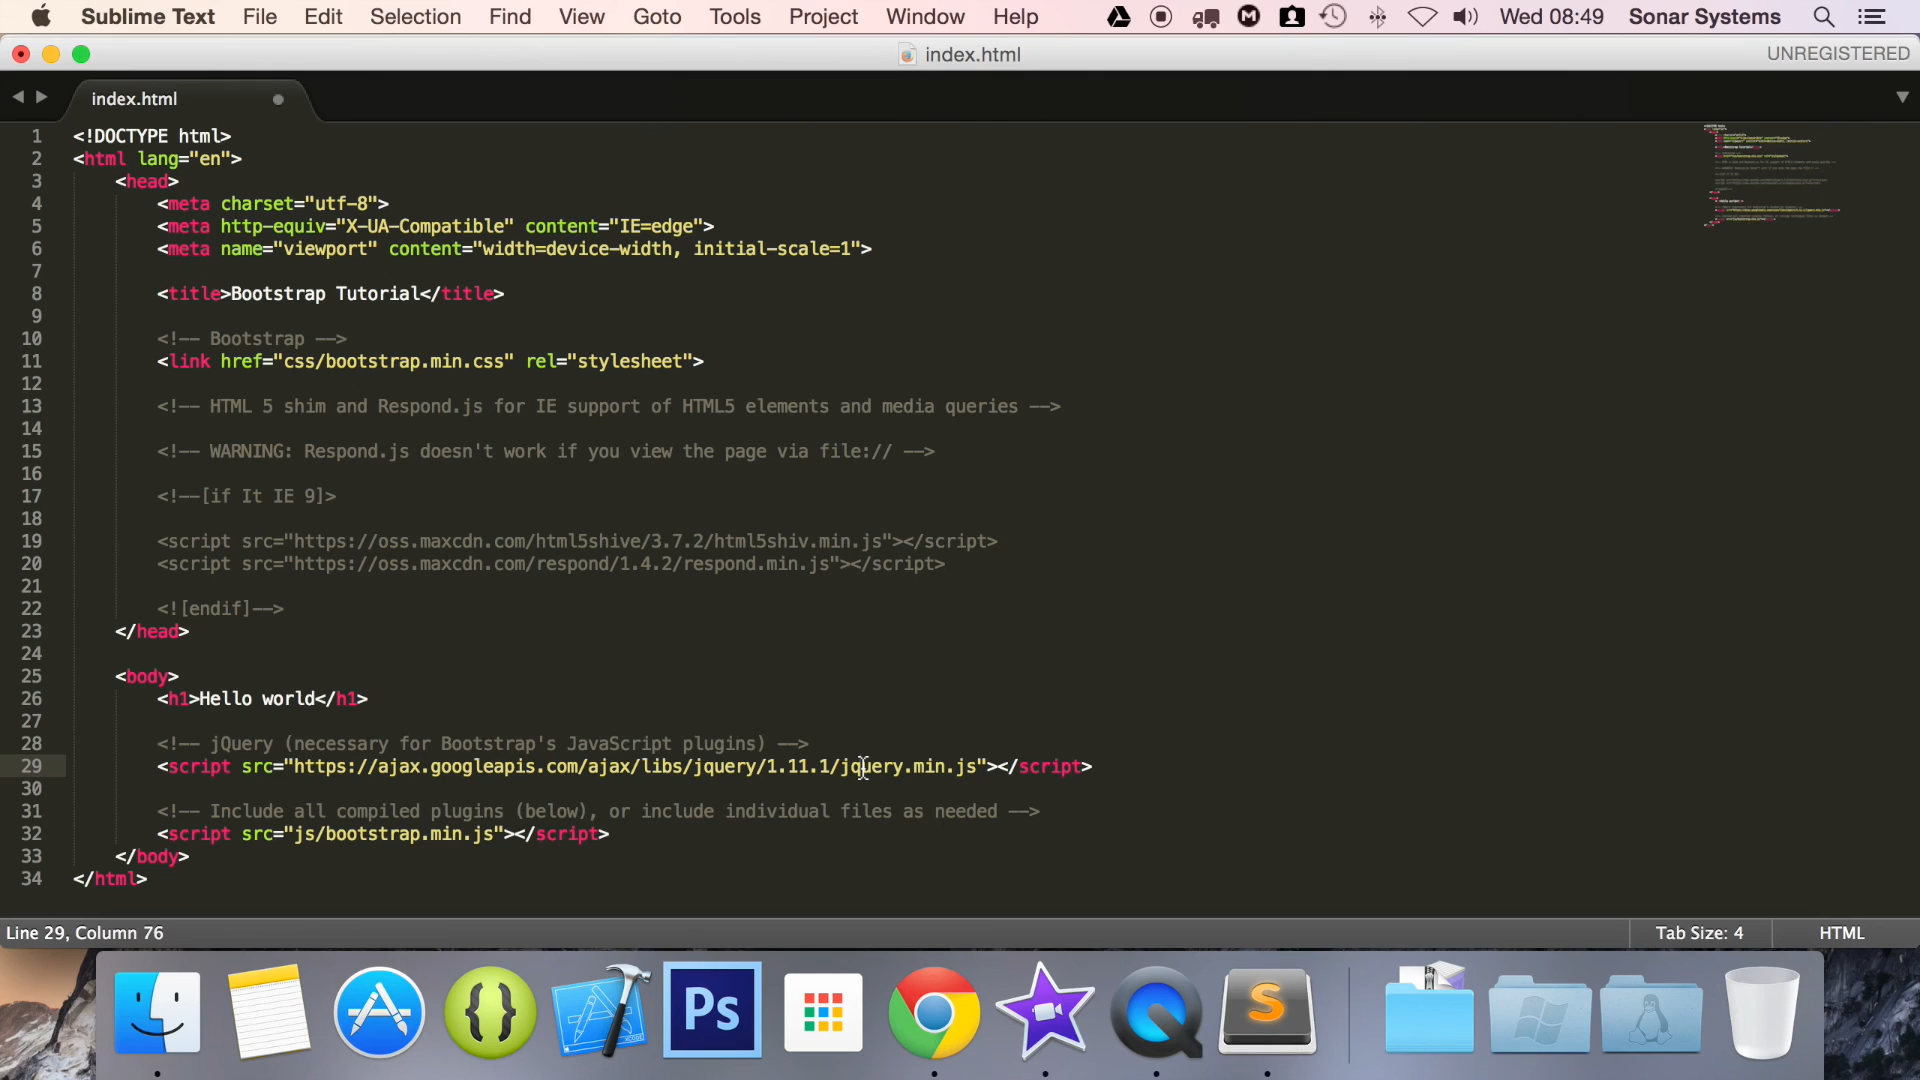 Sublime Text File Edit Selection Find View Goto Tools Project Window Help Wed 08:49 Sonar Systems
index.html UNREGISTERED
index.html
1 <!DOCTYPE html>
2 <html lang="en">
3 <head>
4 <meta charset="utf-8">
5 <meta http-equiv="X-UA-Compatible" content="IE=edge">
6 <meta name="viewport" content="width=device-width, initial-scale=1">
7
8 <title>Bootstrap Tutorial</title>
9
10 <!-- Bootstrap -->
11 <link href="css/bootstrap.min.css" rel="stylesheet">
12
13 <!-- HTML 5 shim and Respond.js for IE support of HTML5 elements and media queries -->
14
15 <!-- WARNING: Respond.js doesn't work if you view the page via file:// -->
16
17 <!--[if It IE 9]>
18
19 <script src="https://oss.maxcdn.com/html5shive/3.7.2/html5shiv.min.js"></script>
20 <script src="https://oss.maxcdn.com/respond/1.4.2/respond.min.js"></script>
21
22 <![endif]-->
23 </head>
24
25 <body>
26 <h1>Hello world</h1>
27
28 <!-- jQuery (necessary for Bootstrap's JavaScript plugins) -->
29 <script src="https://ajax.googleapis.com/ajax/libs/jquery/1.11.1/jquery.min.js"></script>
30
31 <!-- Include all compiled plugins (below), or include individual files as needed -->
32 <script src="js/bootstrap.min.js"></script>
33 </body>
34 </html>
Line 29, Column 76 Tab Size: 4 HTML
{} Ps S